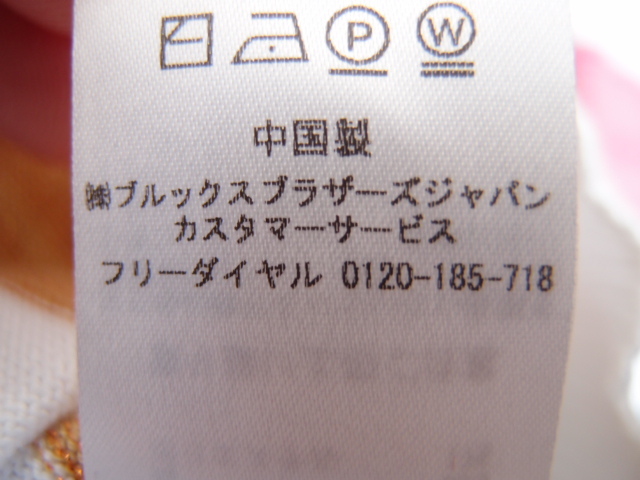 P W
中国製
㈱ブルックスブラザーズジャパン
カスタマーサービス
フリーダイヤル 0120-185-718